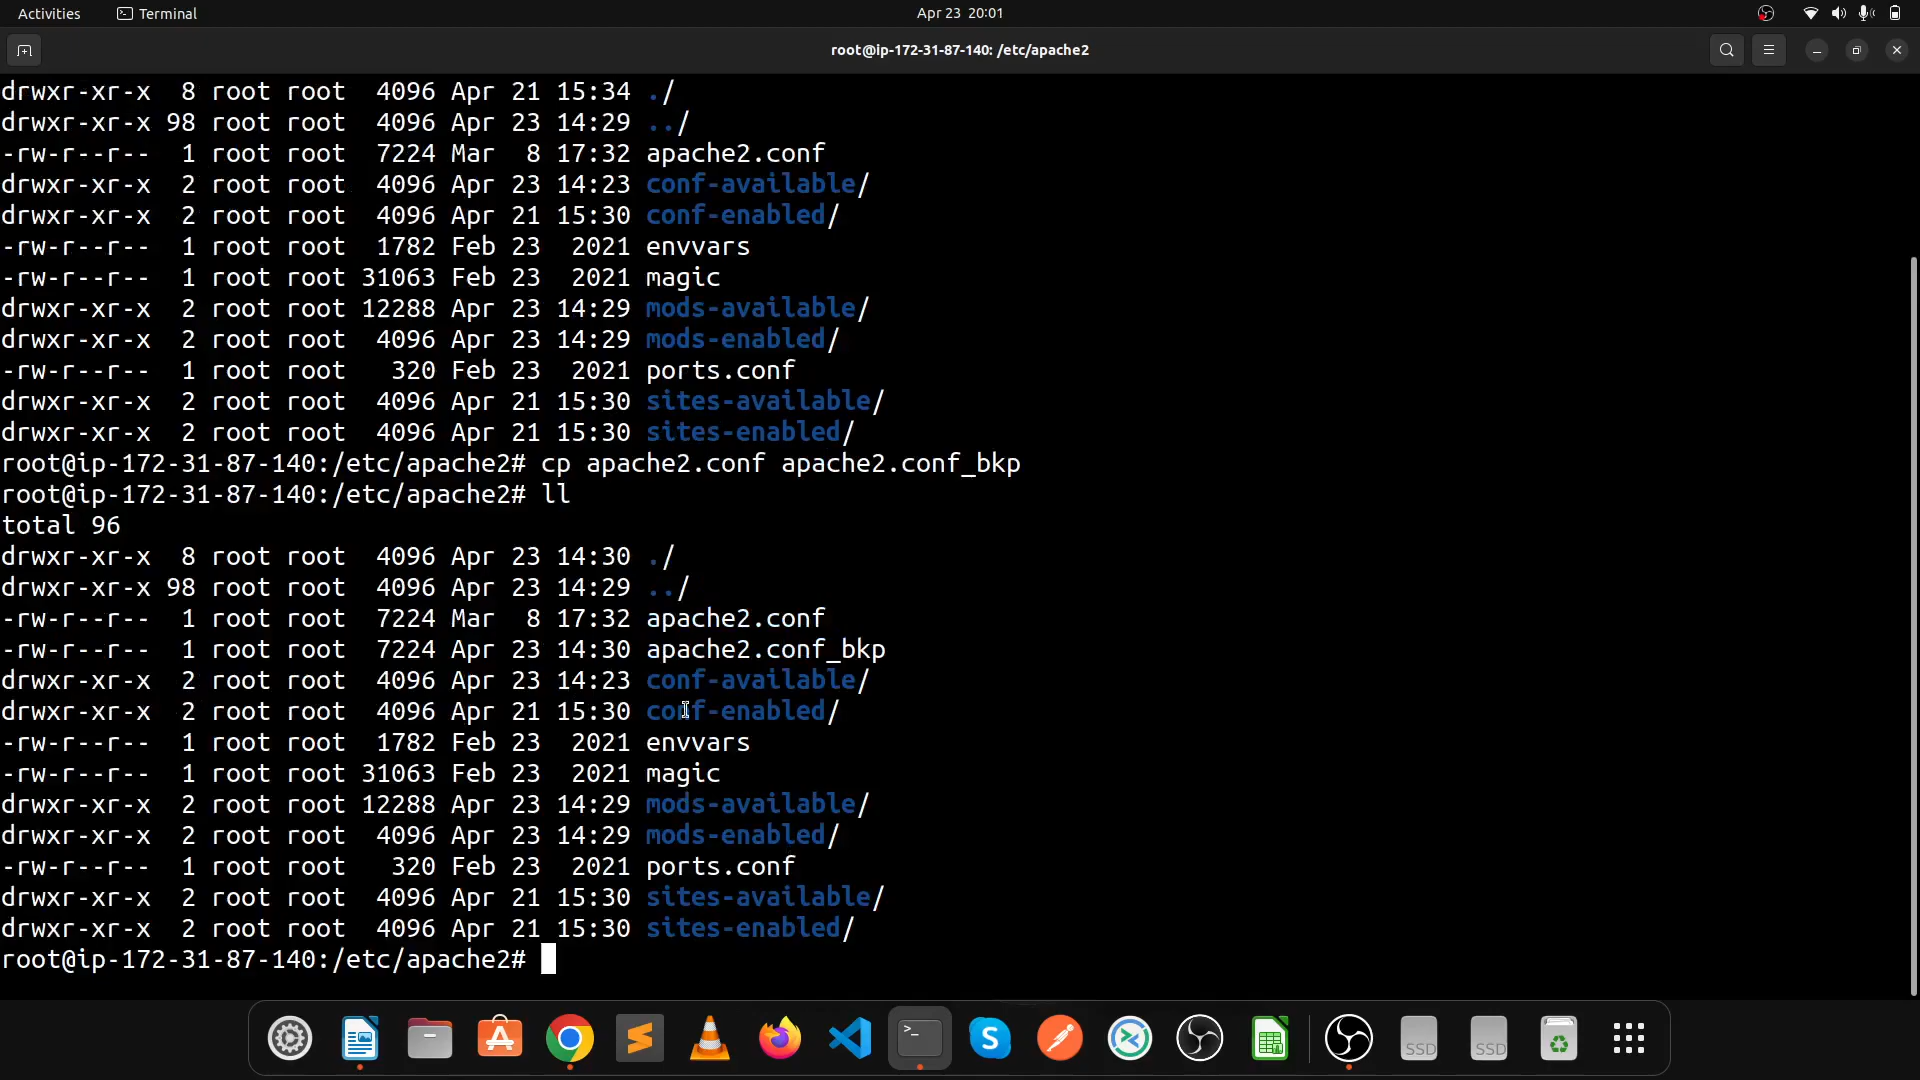 Activities
Terminal
Apr 23 20:01
root@ip-172-31-87-140: /etc/apache2
drwxr-xr-x  8 root root  4096 Apr 21 15:34 ./
drwxr-xr-x 98 root root  4096 Apr 23 14:29 ../
-rw-r--r--  1 root root  7224 Mar  8 17:32 apache2.conf
drwxr-xr-x  2 root root  4096 Apr 23 14:23 conf-available/
drwxr-xr-x  2 root root  4096 Apr 21 15:30 conf-enabled/
-rw-r--r--  1 root root  1782 Feb 23  2021 envvars
-rw-r--r--  1 root root 31063 Feb 23  2021 magic
drwxr-xr-x  2 root root 12288 Apr 23 14:29 mods-available/
drwxr-xr-x  2 root root  4096 Apr 23 14:29 mods-enabled/
-rw-r--r--  1 root root   320 Feb 23  2021 ports.conf
drwxr-xr-x  2 root root  4096 Apr 21 15:30 sites-available/
drwxr-xr-x  2 root root  4096 Apr 21 15:30 sites-enabled/
root@ip-172-31-87-140:/etc/apache2# cp apache2.conf apache2.conf_bkp
root@ip-172-31-87-140:/etc/apache2# ll
total 96
drwxr-xr-x  8 root root  4096 Apr 23 14:30 ./
drwxr-xr-x 98 root root  4096 Apr 23 14:29 ../
-rw-r--r--  1 root root  7224 Mar  8 17:32 apache2.conf
-rw-r--r--  1 root root  7224 Apr 23 14:30 apache2.conf_bkp
drwxr-xr-x  2 root root  4096 Apr 23 14:23 conf-available/
drwxr-xr-x  2 root root  4096 Apr 21 15:30 conf-enabled/
-rw-r--r--  1 root root  1782 Feb 23  2021 envvars
-rw-r--r--  1 root root 31063 Feb 23  2021 magic
drwxr-xr-x  2 root root 12288 Apr 23 14:29 mods-available/
drwxr-xr-x  2 root root  4096 Apr 23 14:29 mods-enabled/
-rw-r--r--  1 root root   320 Feb 23  2021 ports.conf
drwxr-xr-x  2 root root  4096 Apr 21 15:30 sites-available/
drwxr-xr-x  2 root root  4096 Apr 21 15:30 sites-enabled/
root@ip-172-31-87-140:/etc/apache2#
SSD
SSD